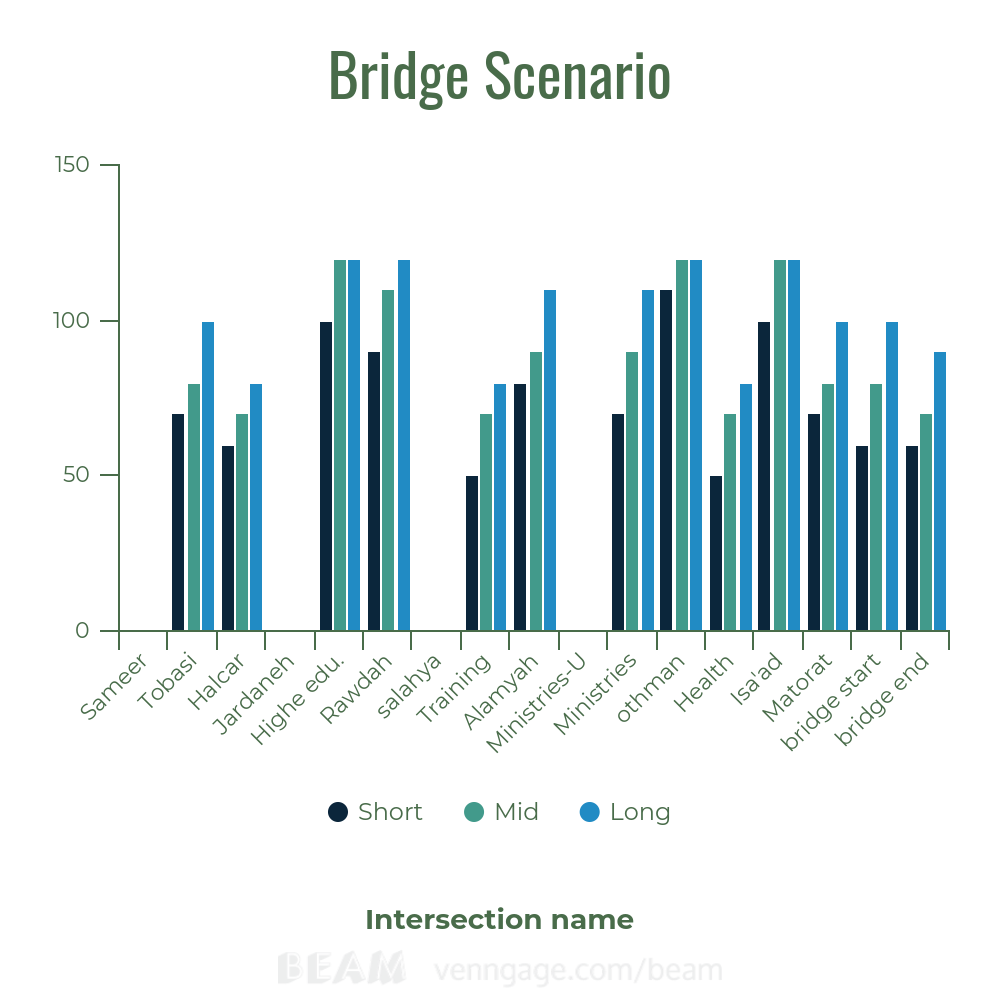 Bridge Scenario
150
100
50
0
Sameer
Tobasi
Halcar
Jardaneh
Highe edu.
Rawdah
salahya
Training
Alamyah
Ministries-U
Ministries
othman
Health
Isa'ad
Matorat
bridge start
bridge end
Short Mid Long
Intersection name
BEAM venngage.com/beam